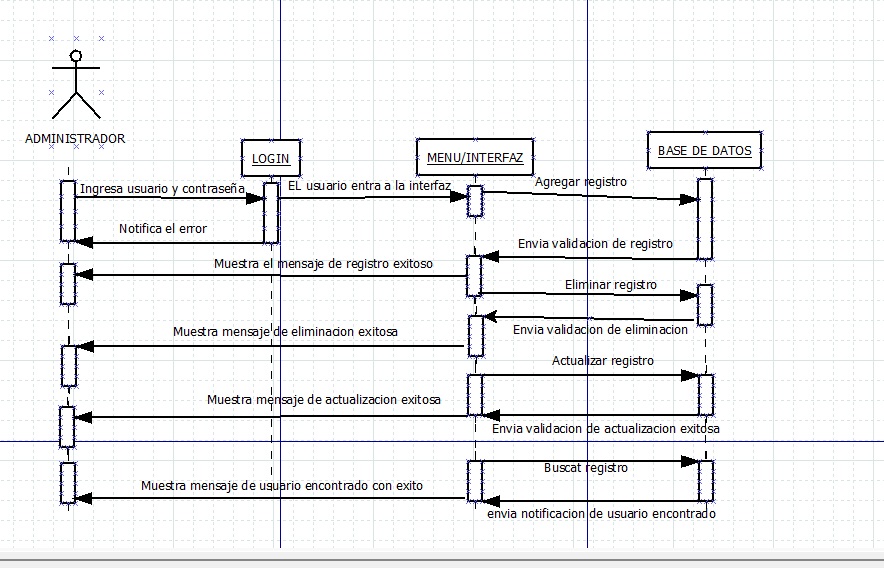 ADMINISTRADOR
LOGIN
MENU/INTERFAZ
BASE DE DATOS
Ingresa usuario y contraseña
EL usuario entra a la interfaz
Agregar registro
Notifica el error
Envia validacion de registro
Muestra el mensaje de registro exitoso
Eliminar registro
Envia validacion de eliminacion
Muestra mensaje de eliminacion exitosa
Actualizar registro
Muestra mensaje de actualizacion exitosa
Envia validacion de actualizacion exitosa
Buscat registro
Muestra mensaje de usuario encontrado con exito
envia notificacion de usuario encontrado